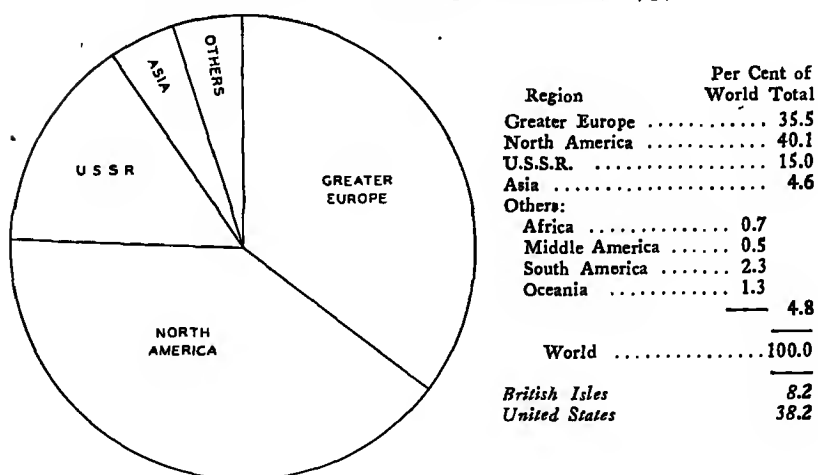 OTHERS
ASIA
U S S R
GREATER
EUROPE
NORTH
AMERICA
Per Cent of
Region World Total
Greater Europe ............ 35.5
North America ............ 40.1
U.S.S.R. ................ 15.0
Asia ..................... 4.6
Others:
Africa .............. 0.7
Middle America ...... 0.5
South America ....... 2.3
Oceania ............ 1.3
4.8
World ...............100.0
British Isles 8.2
United States 38.2